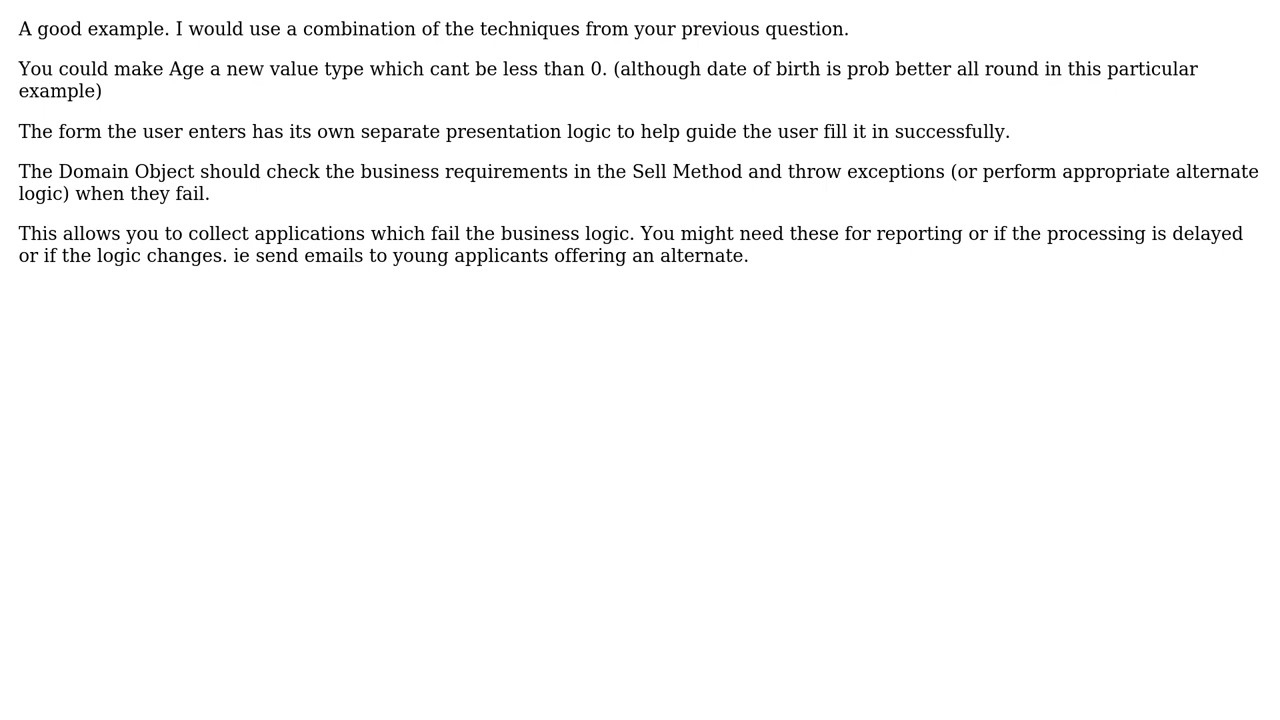 A good example. I would use a combination of the techniques from your previous question.
You could make Age a new value type which cant be less than 0. (although date of birth is prob better all round in this particular
example)
The form the user enters has its own separate presentation logic to help guide the user fill it in successfully.
The Domain Object should check the business requirements in the Sell Method and throw exceptions (or perform appropriate alternate
logic) when they fail.
This allows you to collect applications which fail the business logic. You might need these for reporting or if the processing is delayed
or if the logic changes. ie send emails to young applicants offering an alternate.